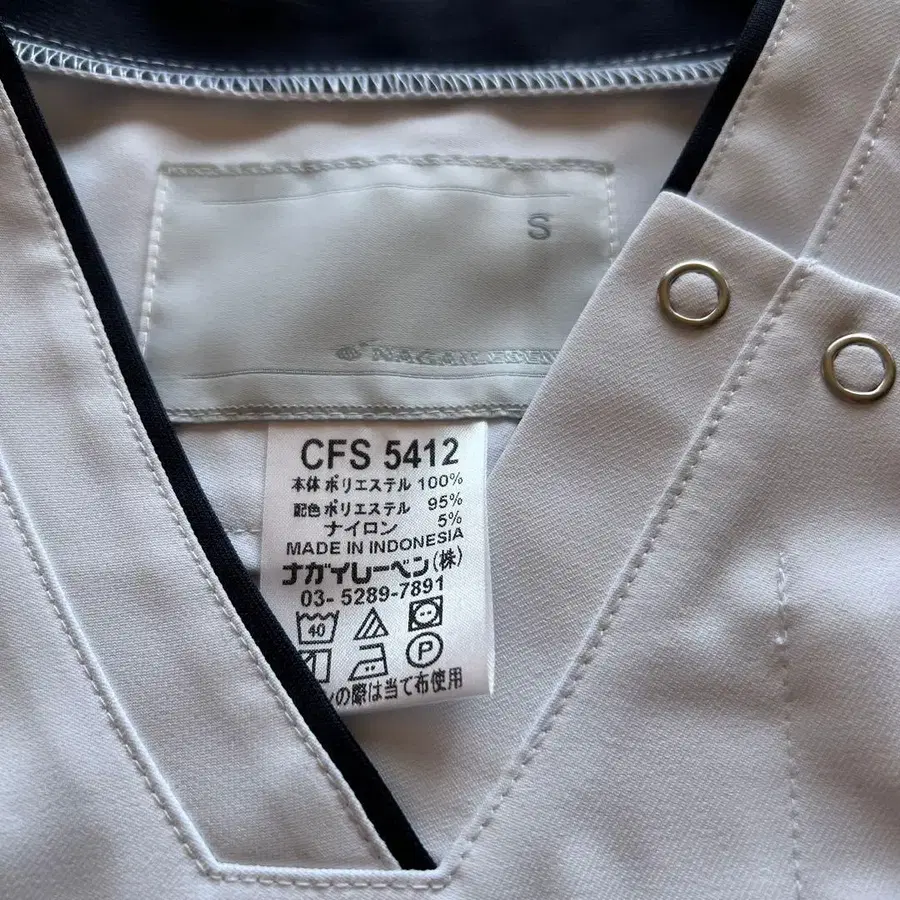 S
NAGAILEBEN
CFS 5412
本体 ポリエステル 100%
配色 ポリエステル 95%
ナイロン 5%
MADE IN INDONESIA
ナガイレーベン(株)
03-5289-7891
40
P
ンの際は当て布使用